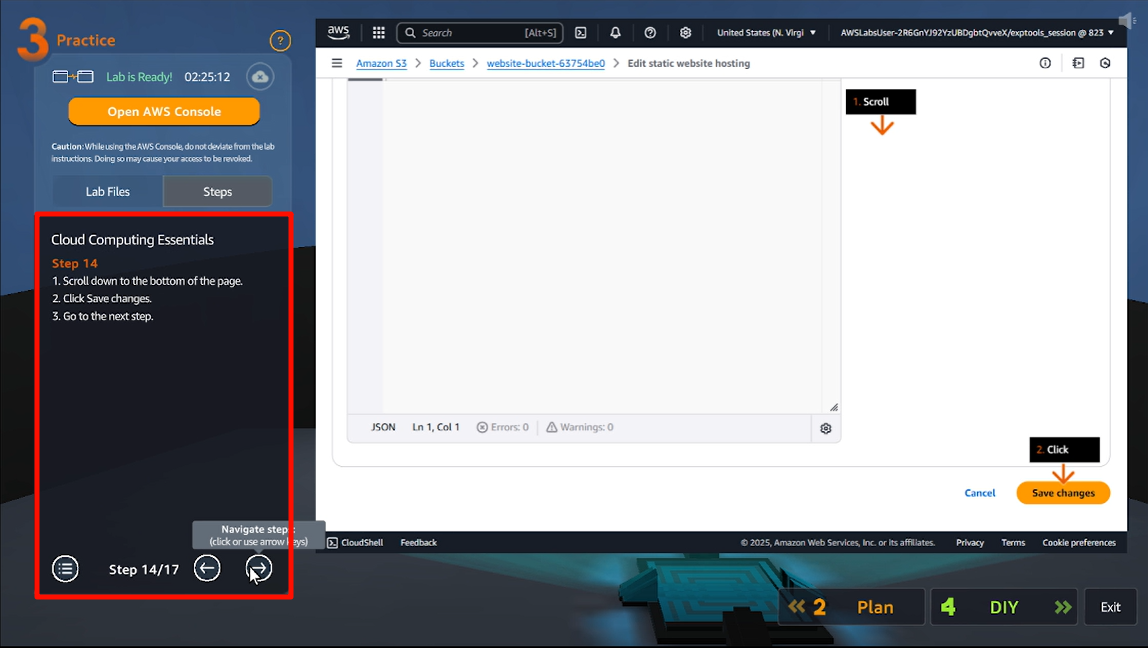 3 Practice
?
Lab is Ready! 02:25:12
Open AWS Console
Caution: While using the AWS Console, do not deviate from the lab
instructions. Doing so may cause your access to be revoked.
Lab Files
Steps
Cloud Computing Essentials
Step 14
1. Scroll down to the bottom of the page.
2. Click Save changes.
3. Go to the next step.
Navigate steps:
(click or use arrow keys)
Step 14/17
aws
Search [Alt+S]
United States (N. Virgi
AWSLabsUser-2R6GnYJ92YzUBDgbtQvveX/exptools_session @ 823
Amazon S3 > Buckets > website-bucket-63754be0 > Edit static website hosting
1. Scroll
JSON Ln 1, Col 1 Errors: 0 Warnings: 0
2. Click
Cancel
Save changes
CloudShell Feedback
© 2025, Amazon Web Services, Inc. or its affiliates. Privacy Terms Cookie preferences
2 Plan
4 DIY
Exit